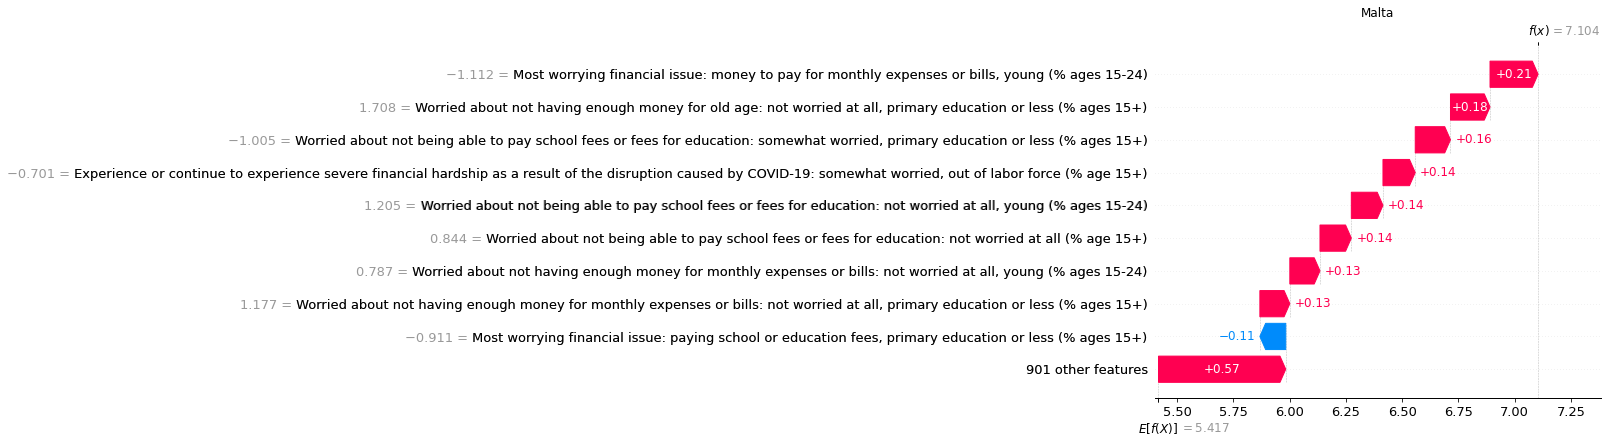 Malta
f(x) = 7.104
−1.112 = Most worrying financial issue: money to pay for monthly expenses or bills, young (% ages 15-24)
+0.21
1.708 = Worried about not having enough money for old age: not worried at all, primary education or less (% ages 15+)
+0.18
−1.005 = Worried about not being able to pay school fees or fees for education: somewhat worried, primary education or less (% ages 15+)
+0.16
−0.701 = Experience or continue to experience severe financial hardship as a result of the disruption caused by COVID-19: somewhat worried, out of labor force (% age 15+)
+0.14
1.205 = Worried about not being able to pay school fees or fees for education: not worried at all, young (% ages 15-24)
+0.14
0.844 = Worried about not being able to pay school fees or fees for education: not worried at all (% age 15+)
+0.14
0.787 = Worried about not having enough money for monthly expenses or bills: not worried at all, young (% ages 15-24)
+0.13
1.177 = Worried about not having enough money for monthly expenses or bills: not worried at all, primary education or less (% ages 15+)
+0.13
−0.911 = Most worrying financial issue: paying school or education fees, primary education or less (% ages 15+)
−0.11
901 other features
+0.57
5.50 5.75 6.00 6.25 6.50 6.75 7.00 7.25
E[f(X)] = 5.417